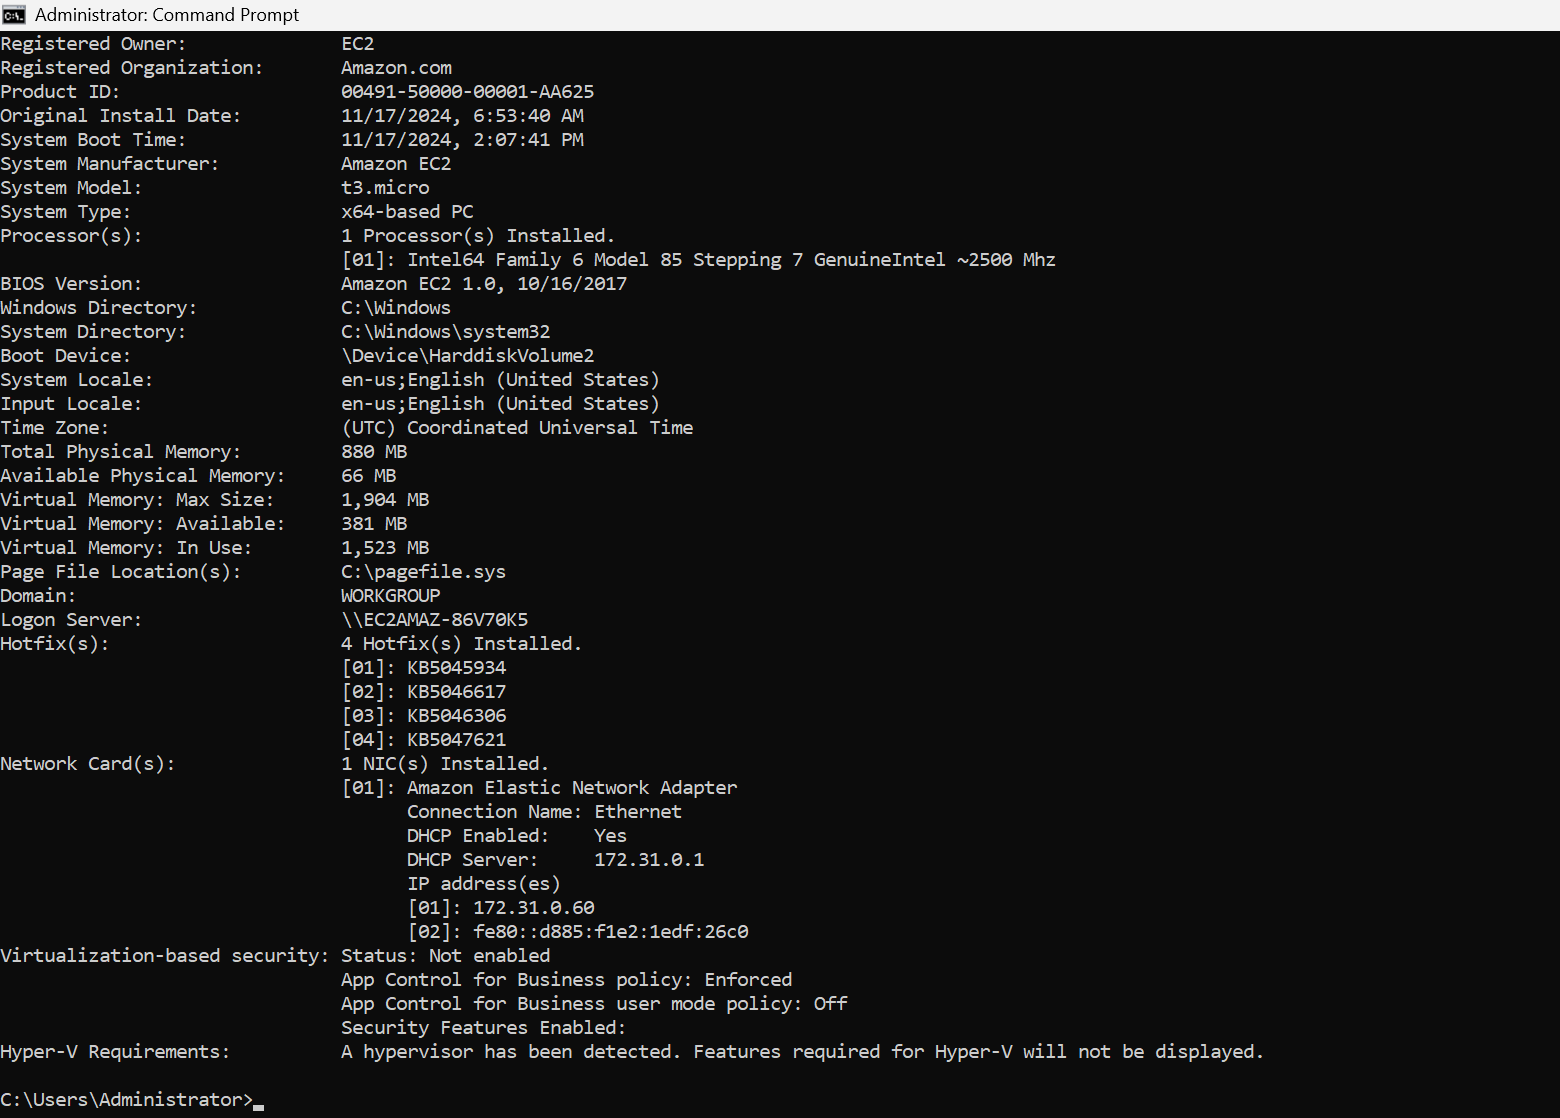 Administrator: Command Prompt
Registered Owner: EC2
Registered Organization: Amazon.com
Product ID: 00491-50000-00001-AA625
Original Install Date: 11/17/2024, 6:53:40 AM
System Boot Time: 11/17/2024, 2:07:41 PM
System Manufacturer: Amazon EC2
System Model: t3.micro
System Type: x64-based PC
Processor(s): 1 Processor(s) Installed.
[01]: Intel64 Family 6 Model 85 Stepping 7 GenuineIntel ~2500 Mhz
BIOS Version: Amazon EC2 1.0, 10/16/2017
Windows Directory: C:\Windows
System Directory: C:\Windows\system32
Boot Device: \Device\HarddiskVolume2
System Locale: en-us;English (United States)
Input Locale: en-us;English (United States)
Time Zone: (UTC) Coordinated Universal Time
Total Physical Memory: 880 MB
Available Physical Memory: 66 MB
Virtual Memory: Max Size: 1,904 MB
Virtual Memory: Available: 381 MB
Virtual Memory: In Use: 1,523 MB
Page File Location(s): C:\pagefile.sys
Domain: WORKGROUP
Logon Server: \\EC2AMAZ-86V70K5
Hotfix(s): 4 Hotfix(s) Installed.
[01]: KB5045934
[02]: KB5046617
[03]: KB5046306
[04]: KB5047621
Network Card(s): 1 NIC(s) Installed.
[01]: Amazon Elastic Network Adapter
Connection Name: Ethernet
DHCP Enabled: Yes
DHCP Server: 172.31.0.1
IP address(es)
[01]: 172.31.0.60
[02]: fe80::d885:f1e2:1edf:26c0
Virtualization-based security: Status: Not enabled
App Control for Business policy: Enforced
App Control for Business user mode policy: Off
Security Features Enabled:
Hyper-V Requirements: A hypervisor has been detected. Features required for Hyper-V will not be displayed.
C:\Users\Administrator>_